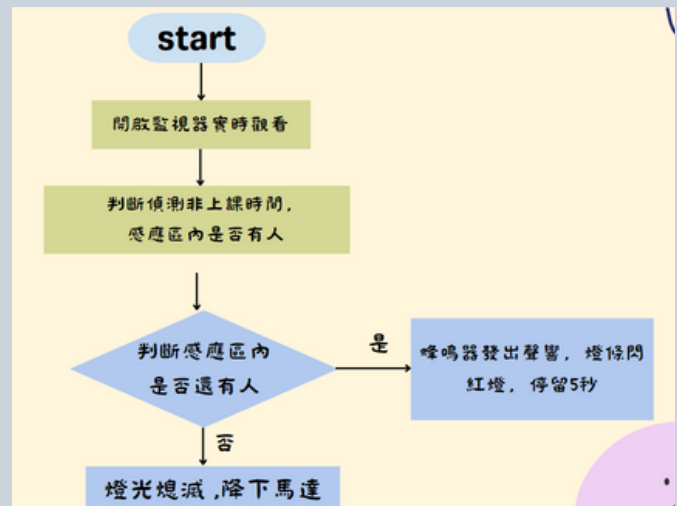 start
開啟監視器實時觀看
判斷偵測非上課時間,
感應區內是否有人
判斷感應區內
是否還有人
是
蜂鳴器發出聲響, 燈條閃
紅燈, 停留5秒
否
燈光熄滅,降下馬達